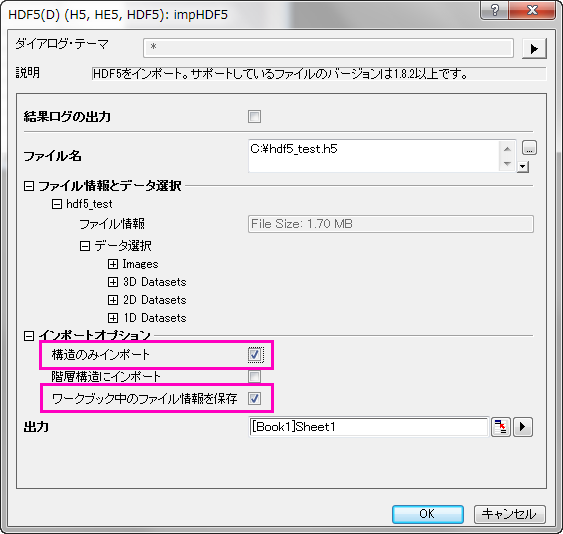 HDF5(D) (H5, HE5, HDF5): impHDF5
ダイアログ・テーマ *
説明 HDF5をインポート。サポートしているファイルのバージョンは1.8.2以上です。
結果ログの出力
ファイル名 C:¥hdf5_test.h5
ファイル情報とデータ選択
hdf5_test
ファイル情報 File Size: 1.70 MB
データ選択
Images
3D Datasets
2D Datasets
1D Datasets
インポートオプション
構造のみインポート
階層構造にインポート
ワークブック中のファイル情報を保存
出力 [Book1]Sheet1
OK キャンセル